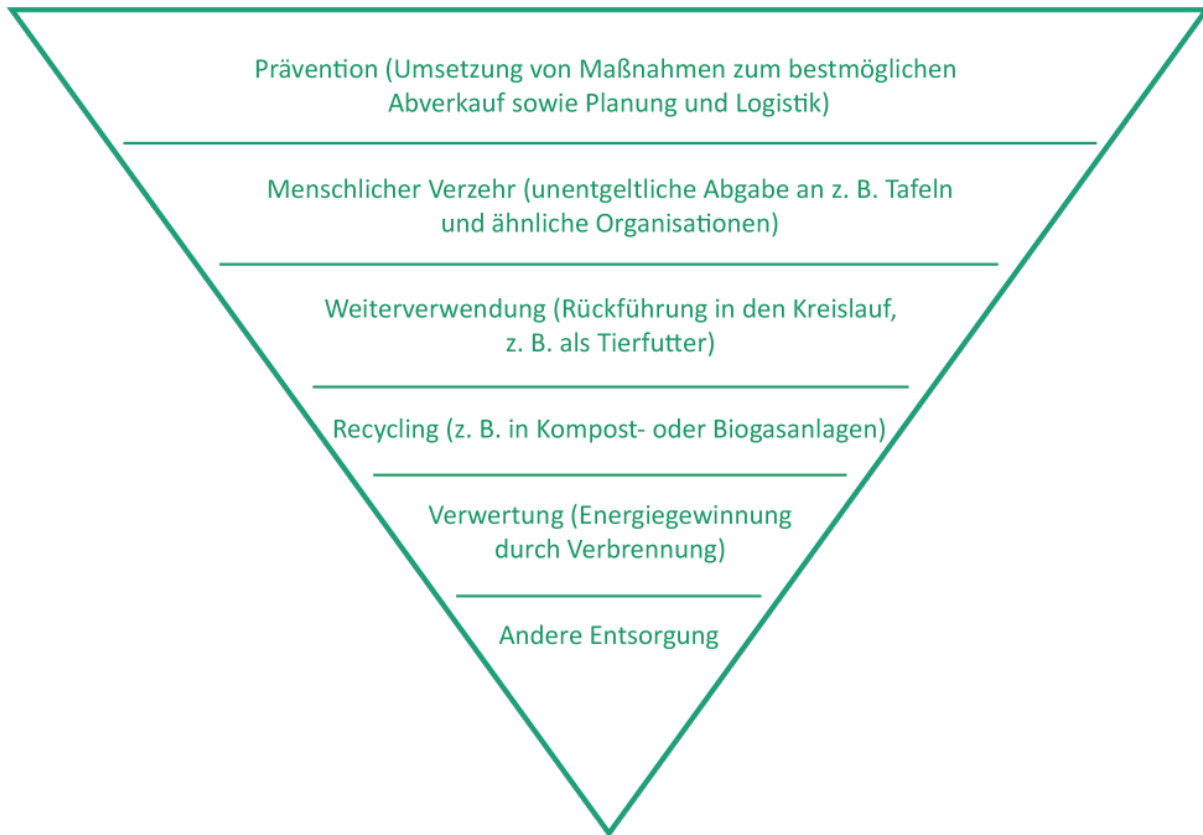 Prävention (Umsetzung von Maßnahmen zum bestmöglichen
Abverkauf sowie Planung und Logistik)
Menschlicher Verzehr (unentgeltliche Abgabe an z. B. Tafeln
und ähnliche Organisationen)
Weiterverwendung (Rückführung in den Kreislauf,
z. B. als Tierfutter)
Recycling (z. B. in Kompost- oder Biogasanlagen)
Verwertung (Energiegewinnung
durch Verbrennung)
Andere Entsorgung